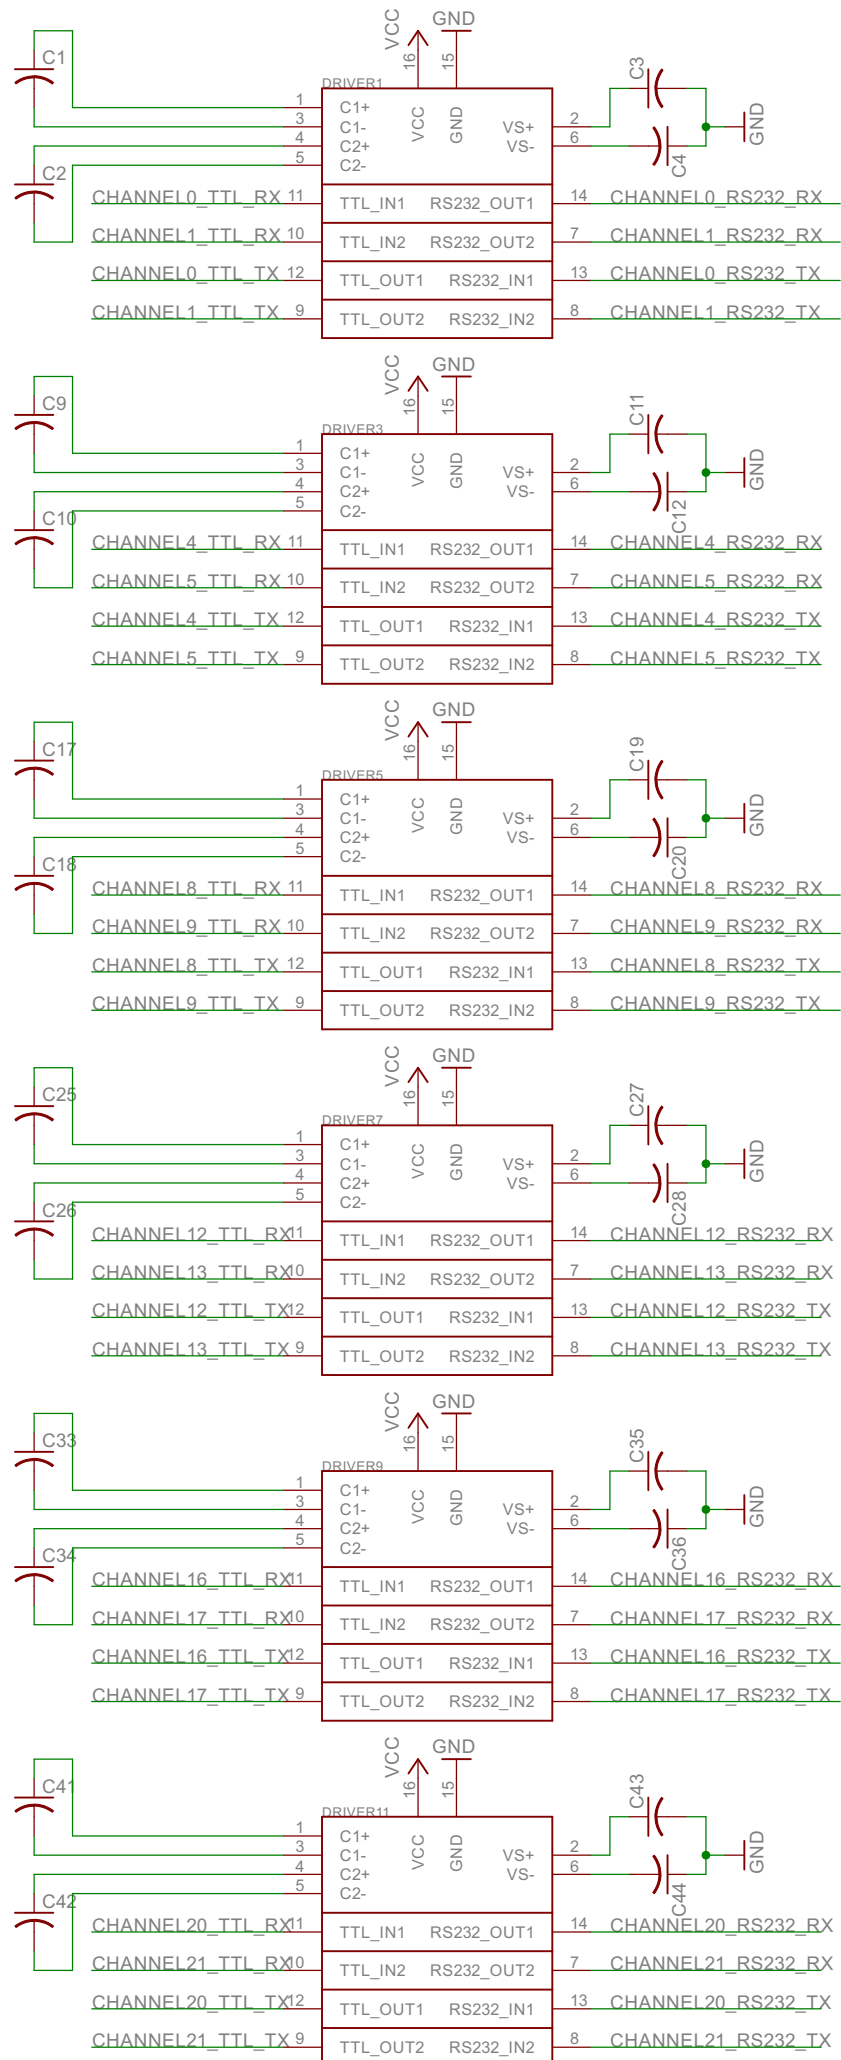 VCC GND
C1 16 15 C3
DRIVER1
1 C1+
3 C1- VCC GND VS+ 2 GND
4 C2+ VS- 6
5 C2- C4
C2
CHANNEL0_TTL_RX 11 TTL_IN1 RS232_OUT1 14 CHANNEL0_RS232_RX
CHANNEL1_TTL_RX 10 TTL_IN2 RS232_OUT2 7 CHANNEL1_RS232_RX
CHANNEL0_TTL_TX 12 TTL_OUT1 RS232_IN1 13 CHANNEL0_RS232_TX
CHANNEL1_TTL_TX 9 TTL_OUT2 RS232_IN2 8 CHANNEL1_RS232_TX
VCC GND
C9 16 15 C11
DRIVER3
1 C1+
3 C1- VCC GND VS+ 2 GND
4 C2+ VS- 6
5 C2- C12
C10
CHANNEL4_TTL_RX 11 TTL_IN1 RS232_OUT1 14 CHANNEL4_RS232_RX
CHANNEL5_TTL_RX 10 TTL_IN2 RS232_OUT2 7 CHANNEL5_RS232_RX
CHANNEL4_TTL_TX 12 TTL_OUT1 RS232_IN1 13 CHANNEL4_RS232_TX
CHANNEL5_TTL_TX 9 TTL_OUT2 RS232_IN2 8 CHANNEL5_RS232_TX
VCC GND
C17 16 15 C19
DRIVER5
1 C1+
3 C1- VCC GND VS+ 2 GND
4 C2+ VS- 6
5 C2- C20
C18
CHANNEL8_TTL_RX 11 TTL_IN1 RS232_OUT1 14 CHANNEL8_RS232_RX
CHANNEL9_TTL_RX 10 TTL_IN2 RS232_OUT2 7 CHANNEL9_RS232_RX
CHANNEL8_TTL_TX 12 TTL_OUT1 RS232_IN1 13 CHANNEL8_RS232_TX
CHANNEL9_TTL_TX 9 TTL_OUT2 RS232_IN2 8 CHANNEL9_RS232_TX
VCC GND
C25 16 15 C27
DRIVER7
1 C1+
3 C1- VCC GND VS+ 2 GND
4 C2+ VS- 6
5 C2- C28
C26
CHANNEL12_TTL_RX 11 TTL_IN1 RS232_OUT1 14 CHANNEL12_RS232_RX
CHANNEL13_TTL_RX 10 TTL_IN2 RS232_OUT2 7 CHANNEL13_RS232_RX
CHANNEL12_TTL_TX 12 TTL_OUT1 RS232_IN1 13 CHANNEL12_RS232_TX
CHANNEL13_TTL_TX 9 TTL_OUT2 RS232_IN2 8 CHANNEL13_RS232_TX
VCC GND
C33 16 15 C35
DRIVER9
1 C1+
3 C1- VCC GND VS+ 2 GND
4 C2+ VS- 6
5 C2- C36
C34
CHANNEL16_TTL_RX 11 TTL_IN1 RS232_OUT1 14 CHANNEL16_RS232_RX
CHANNEL17_TTL_RX 10 TTL_IN2 RS232_OUT2 7 CHANNEL17_RS232_RX
CHANNEL16_TTL_TX 12 TTL_OUT1 RS232_IN1 13 CHANNEL16_RS232_TX
CHANNEL17_TTL_TX 9 TTL_OUT2 RS232_IN2 8 CHANNEL17_RS232_TX
VCC GND
C41 16 15 C43
DRIVER11
1 C1+
3 C1- VCC GND VS+ 2 GND
4 C2+ VS- 6
5 C2- C44
C42
CHANNEL20_TTL_RX 11 TTL_IN1 RS232_OUT1 14 CHANNEL20_RS232_RX
CHANNEL21_TTL_RX 10 TTL_IN2 RS232_OUT2 7 CHANNEL21_RS232_RX
CHANNEL20_TTL_TX 12 TTL_OUT1 RS232_IN1 13 CHANNEL20_RS232_TX
CHANNEL21_TTL_TX 9 TTL_OUT2 RS232_IN2 8 CHANNEL21_RS232_TX